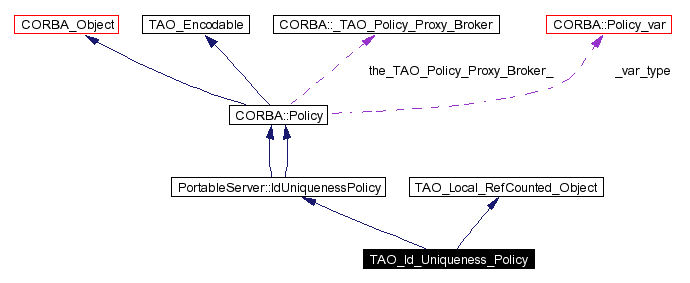 CORBA_Object
TAO_Encodable
CORBA::_TAO_Policy_Proxy_Broker
CORBA::Policy_var
the_TAO_Policy_Proxy_Broker_
_var_type
CORBA::Policy
PortableServer::IdUniquenessPolicy
TAO_Local_RefCounted_Object
TAO_Id_Uniqueness_Policy